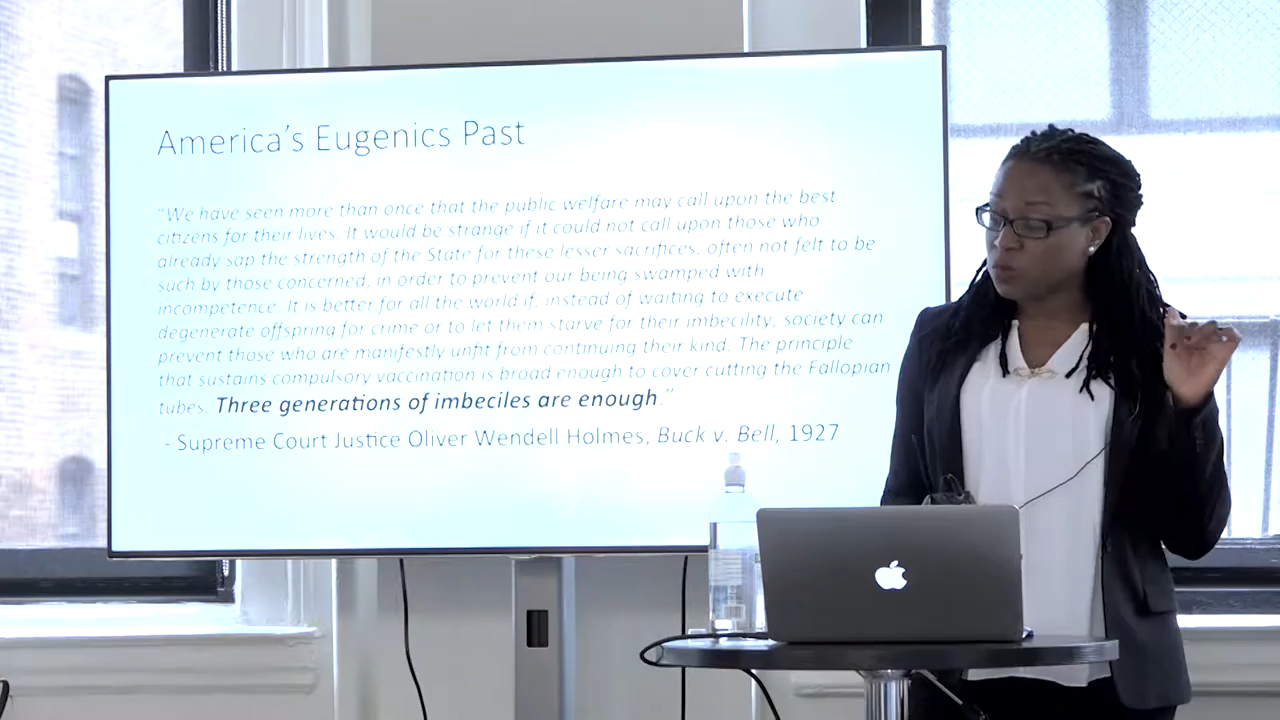 America's Eugenics Past
"We have seen more than once that the public welfare may call upon the best
citizens for their lives. It would be strange if it could not call upon those who
already sap the strength of the State for these lesser sacrifices, often not felt to be
such by those concerned, in order to prevent our being swamped with
incompetence. It is better for all the world if, instead of waiting to execute
degenerate offspring for crime or to let them starve for their imbecility, society can
prevent those who are manifestly unfit from continuing their kind. The principle
that sustains compulsory vaccination is broad enough to cover cutting the Fallopian
tubes. Three generations of imbeciles are enough."
- Supreme Court Justice Oliver Wendell Holmes, Buck v. Bell, 1927